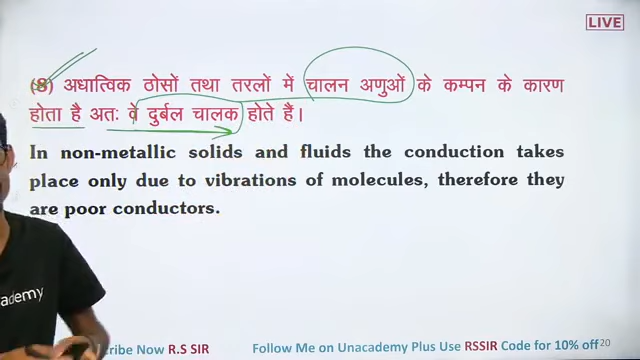 LIVE
(8) अधात्विक ठोसों तथा तरलों में चालन अणुओं के कम्पन के कारण
होता है अतः वे दुर्बल चालक होते हैं।
In non-metallic solids and fluids the conduction takes
place only due to vibrations of molecules, therefore they
are poor conductors.
ademy
cribe Now R.S SIR
Follow Me on Unacademy Plus Use RSSIR Code for 10% off
20